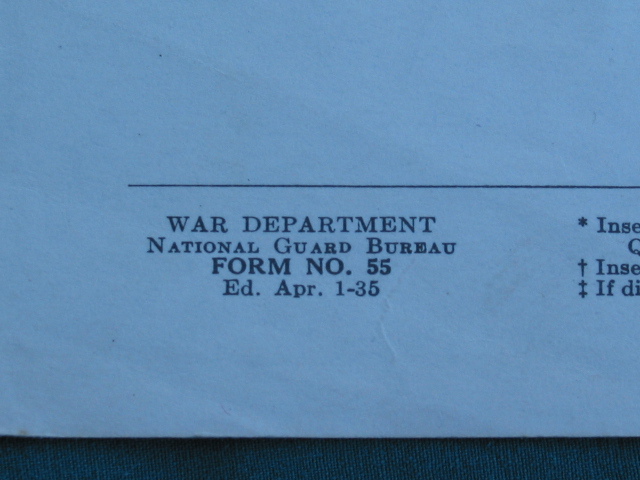 WAR DEPARTMENT
NATIONAL GUARD BUREAU
FORM NO. 55
Ed. Apr. 1-35
* Inse
Q
† Inse
‡ If di